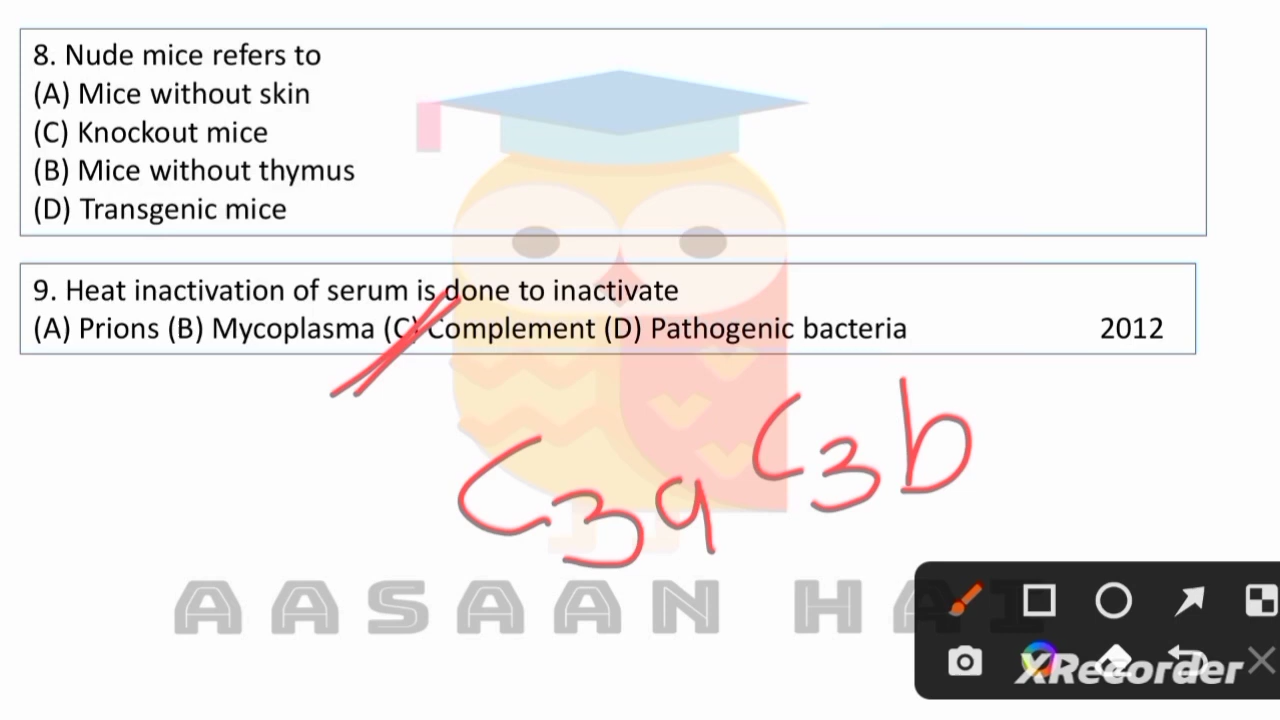 8. Nude mice refers to
(A) Mice without skin
(C) Knockout mice
(B) Mice without thymus
(D) Transgenic mice
9. Heat inactivation of serum is done to inactivate
(A) Prions (B) Mycoplasma (C) Complement (D) Pathogenic bacteria 2012
C3a C3b
AASAAN HAI
XRecorder